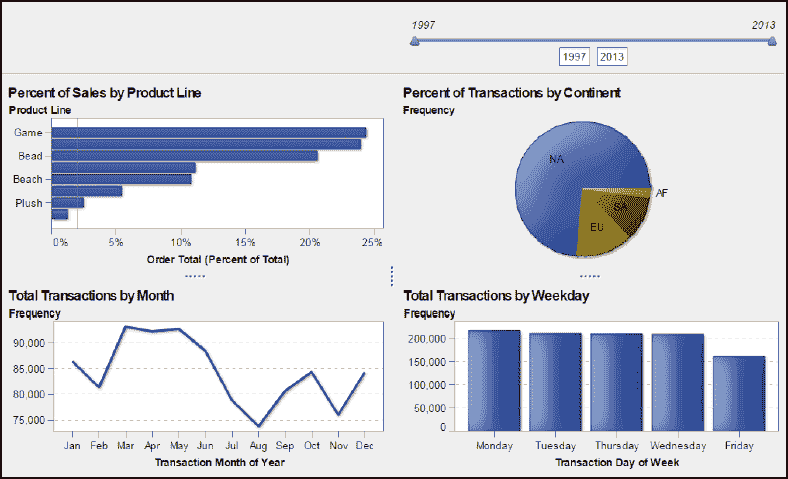 1997 2013
1997 2013
Percent of Sales by Product Line
Product Line
Game
Bead
Beach
Plush
0% 5% 10% 15% 20% 25%
Order Total (Percent of Total)
Percent of Transactions by Continent
Frequency
NA
AF
SA
EU
Total Transactions by Month
Frequency
90,000
85,000
80,000
75,000
Jan Feb Mar Apr May Jun Jul Aug Sep Oct Nov Dec
Transaction Month of Year
Total Transactions by Weekday
Frequency
200,000
150,000
100,000
50,000
0
Monday Tuesday Thursday Wednesday Friday
Transaction Day of Week